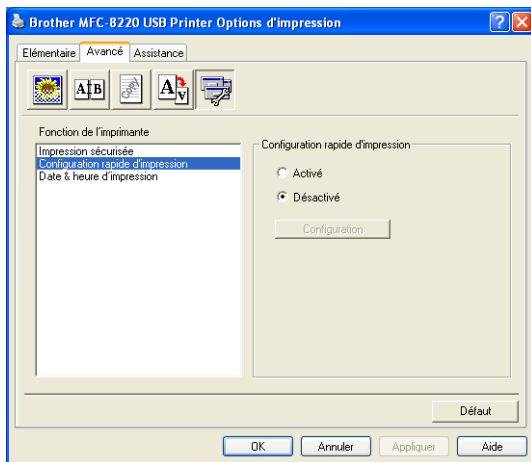 Brother MFC-8220 USB Printer Options d'impression
Elémentaire Avancé Assistance
A B
A A
Fonction de l'imprimante
Impression sécurisée
Configuration rapide d'impression
Date & heure d'impression
Configuration rapide d'impression
Activé
Désactivé
Configuration
Défaut
OK Annuler Appliquer Aide